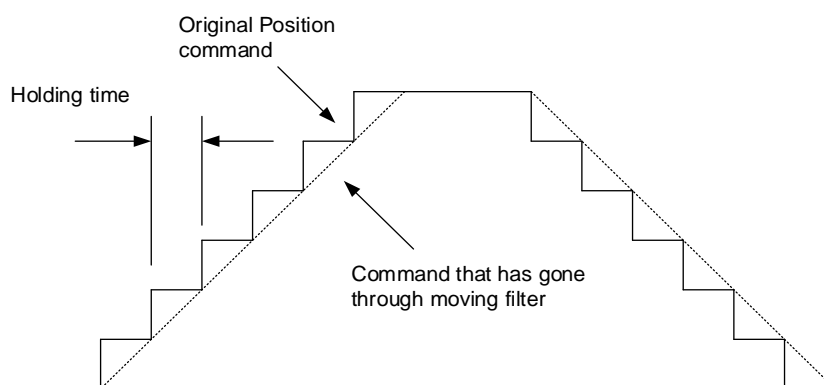 Original Position
command
Holding time
Command that has gone
through moving filter